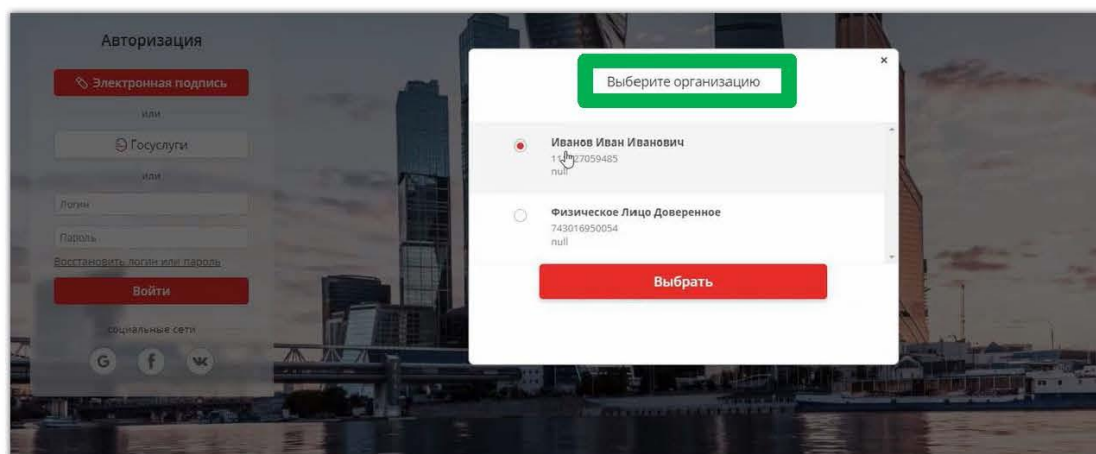 Авторизация
Электронная подпись
или
Госуслуги
или
Логин
Пароль
Восстановить логин или пароль
Войти
социальные сети
G f
Выберите организацию
×
Иванов Иван Иванович
27059485
null
Физическое Лицо Доверенное
743016950054
null
Выбрать